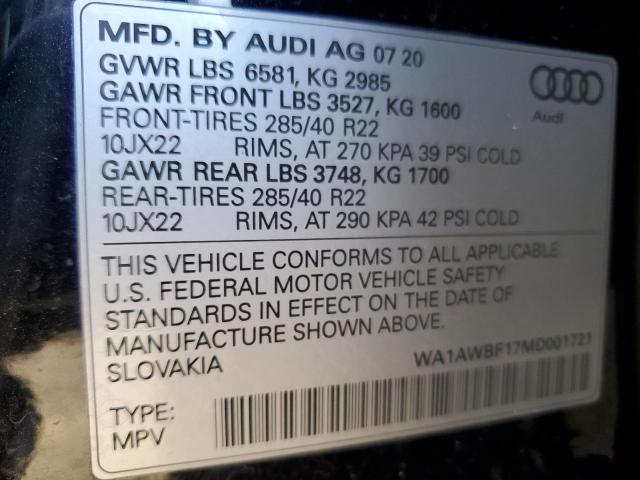 MFD. BY AUDI AG 07 20
GVWR LBS 6581, KG 2985
GAWR FRONT LBS 3527, KG 1600
FRONT-TIRES 285/40 R22
10JX22 RIMS, AT 270 KPA 39 PSI COLD
GAWR REAR LBS 3748, KG 1700
REAR-TIRES 285/40 R22
10JX22 RIMS, AT 290 KPA 42 PSI COLD
Audi
THIS VEHICLE CONFORMS TO ALL APPLICABLE
U.S. FEDERAL MOTOR VEHICLE SAFETY
STANDARDS IN EFFECT ON THE DATE OF
MANUFACTURE SHOWN ABOVE.
SLOVAKIA
WA1AWBF17MD001721
TYPE:
MPV